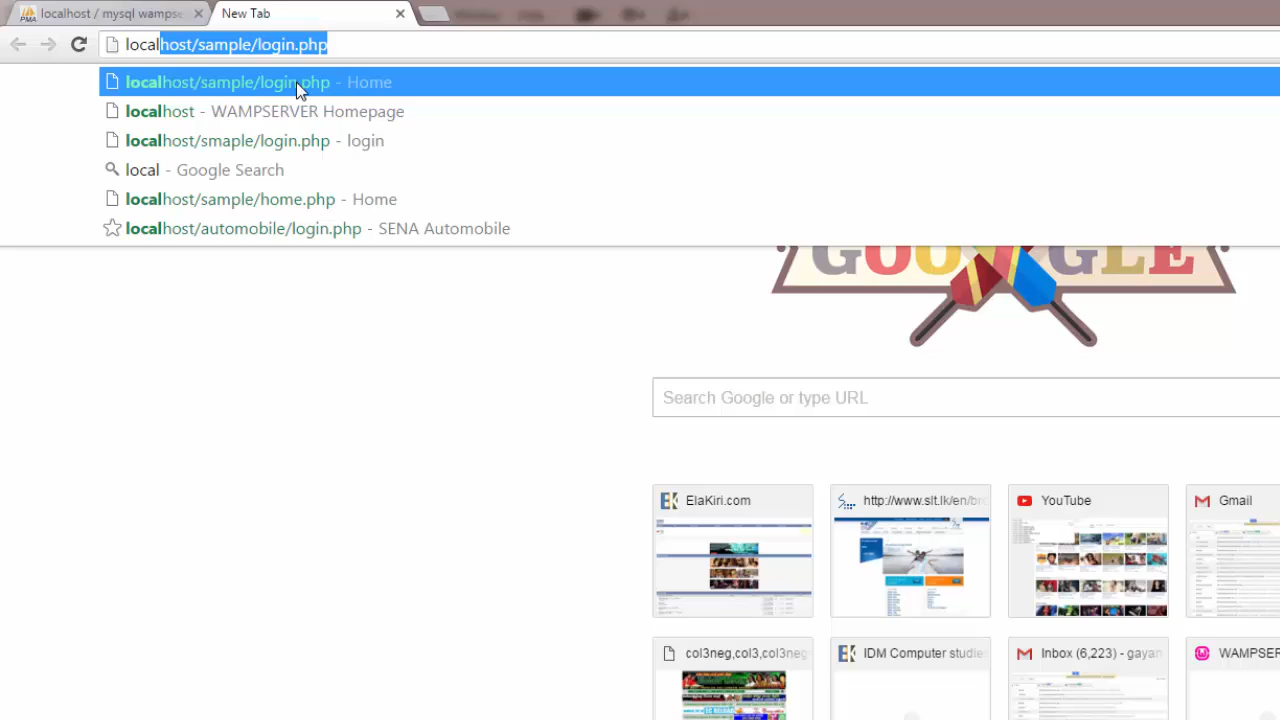 localhost / mysql wampse
New Tab
localhost/sample/login.php
localhost/sample/login.php - Home
localhost - WAMPSERVER Homepage
localhost/smaple/login.php - login
local - Google Search
localhost/sample/home.php - Home
localhost/automobile/login.php - SENA Automobile
GOOGLE
Search Google or type URL
ElaKiri.com
http://www.slt.lk/en/bro
YouTube
Gmail
col3neg,col3,col3neg
IDM Computer studie
Inbox (6,223) - gayan
WAMPSER